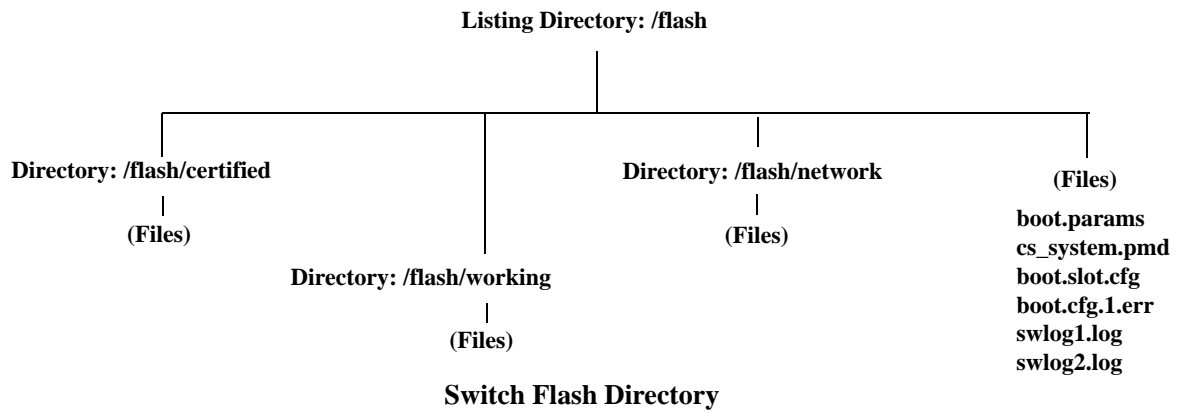 Listing Directory: /flash
Directory: /flash/certified
(Files)
Directory: /flash/working
(Files)
Directory: /flash/network
(Files)
(Files)
boot.params
cs_system.pmd
boot.slot.cfg
boot.cfg.1.err
swlog1.log
swlog2.log
Switch Flash Directory